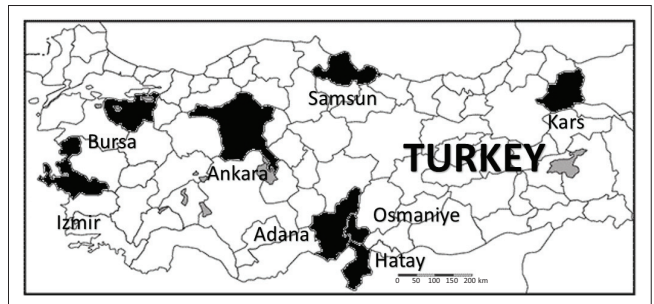 Samsun
Kars
Bursa
TURKEY
Ankara
Izmir
Osmaniye
Adana
Hatay
0 50 100 150 200 km